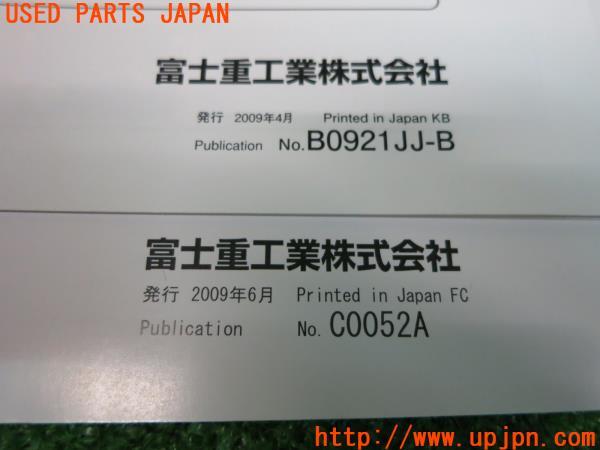 USED PARTS JAPAN
富士重工業株式会社
発行 2009年4月 Printed in Japan KB
Publication No.B0921JJ-B
富士重工業株式会社
発行 2009年6月 Printed in Japan FC
Publication No. C0052A
http://www.upjpn.com/